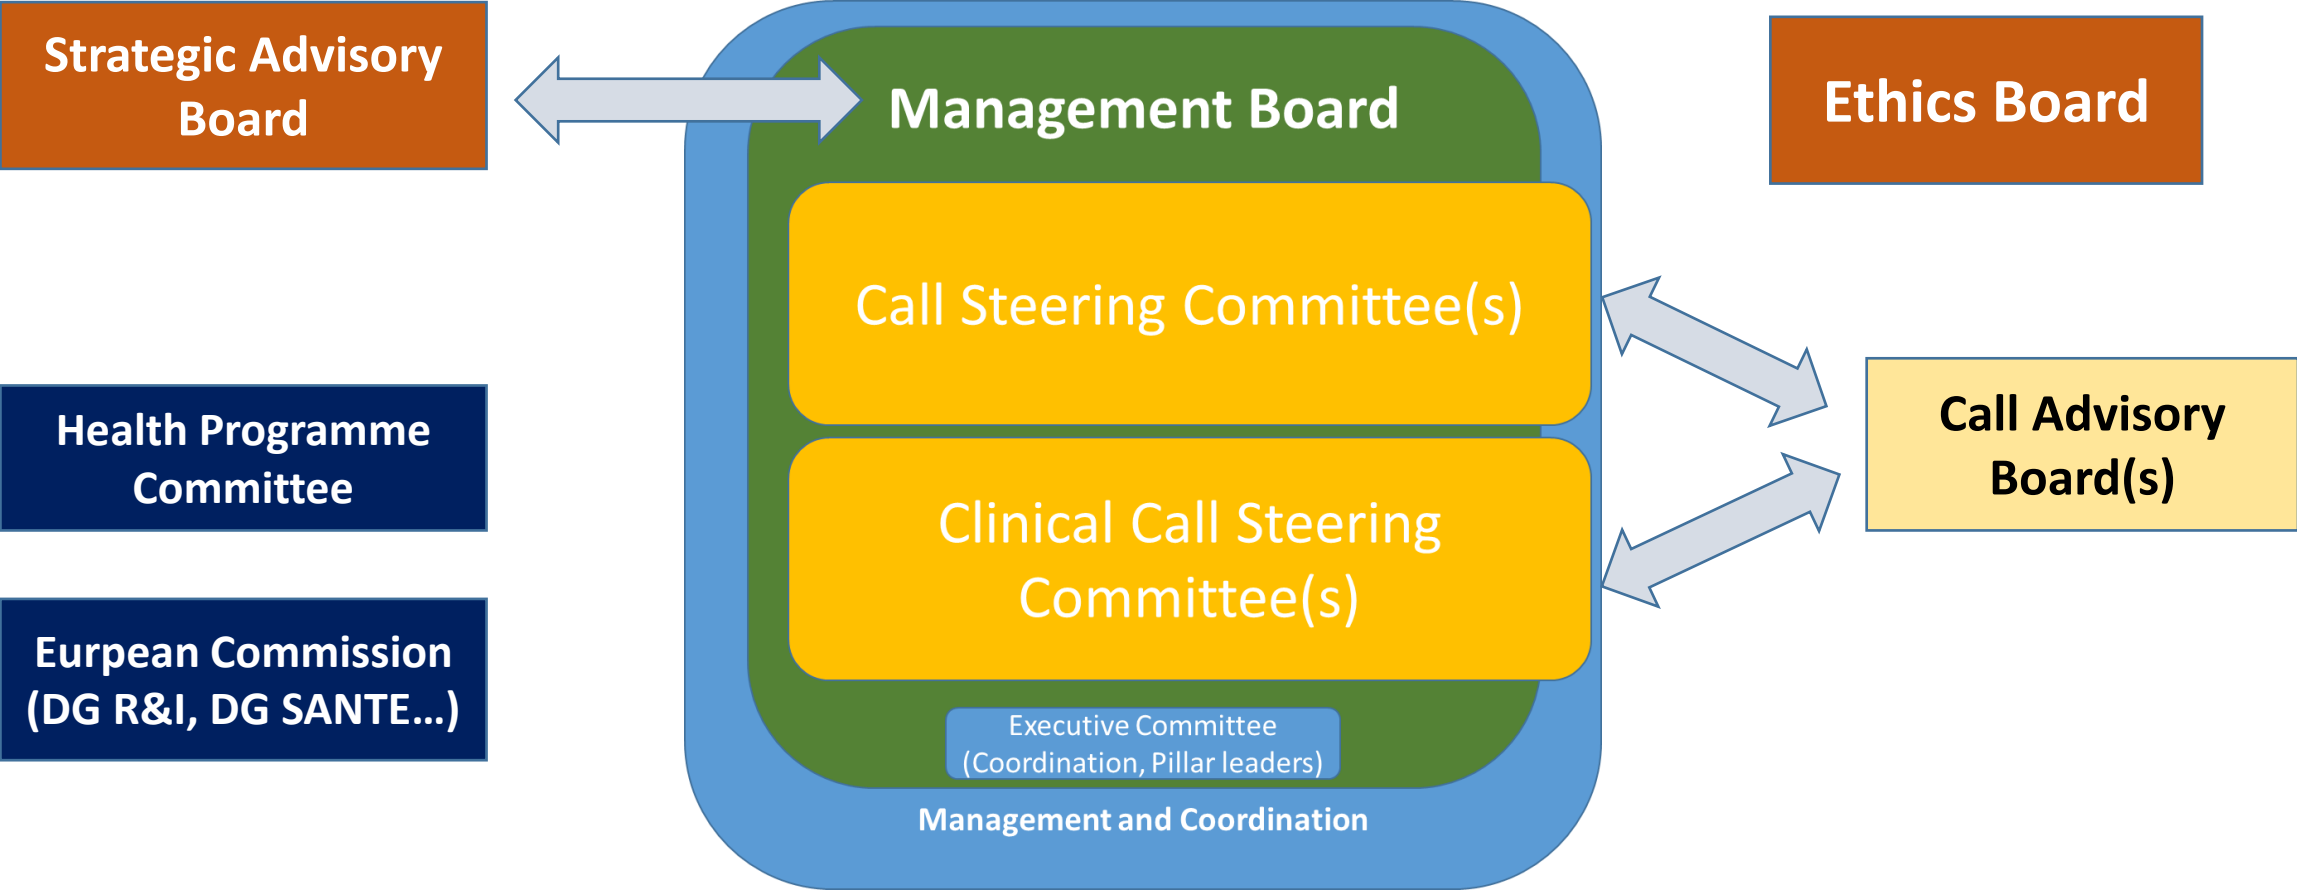 Strategic Advisory
Board
Management Board
Ethics Board
Call Steering Committee(s)
Health Programme
Committee
Call Advisory
Board(s)
Clinical Call Steering
Committee(s)
Eurpean Commission
(DG R&I, DG SANTE...)
Executive Committee
(Coordination, Pillar leaders)
Management and Coordination